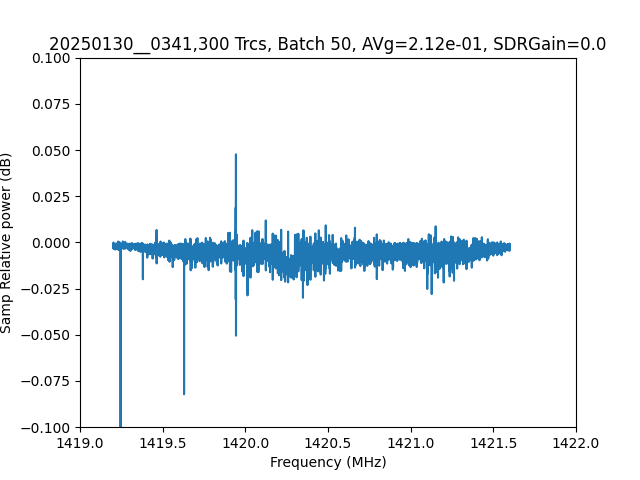 20250130__0341,300 Trcs, Batch 50, AVg=2.12e-01, SDRGain=0.0
Samp Relative power (dB)
0.100
0.075
0.050
0.025
0.000
−0.025
−0.050
−0.075
−0.100
1419.0 1419.5 1420.0 1420.5 1421.0 1421.5 1422.0
Frequency (MHz)